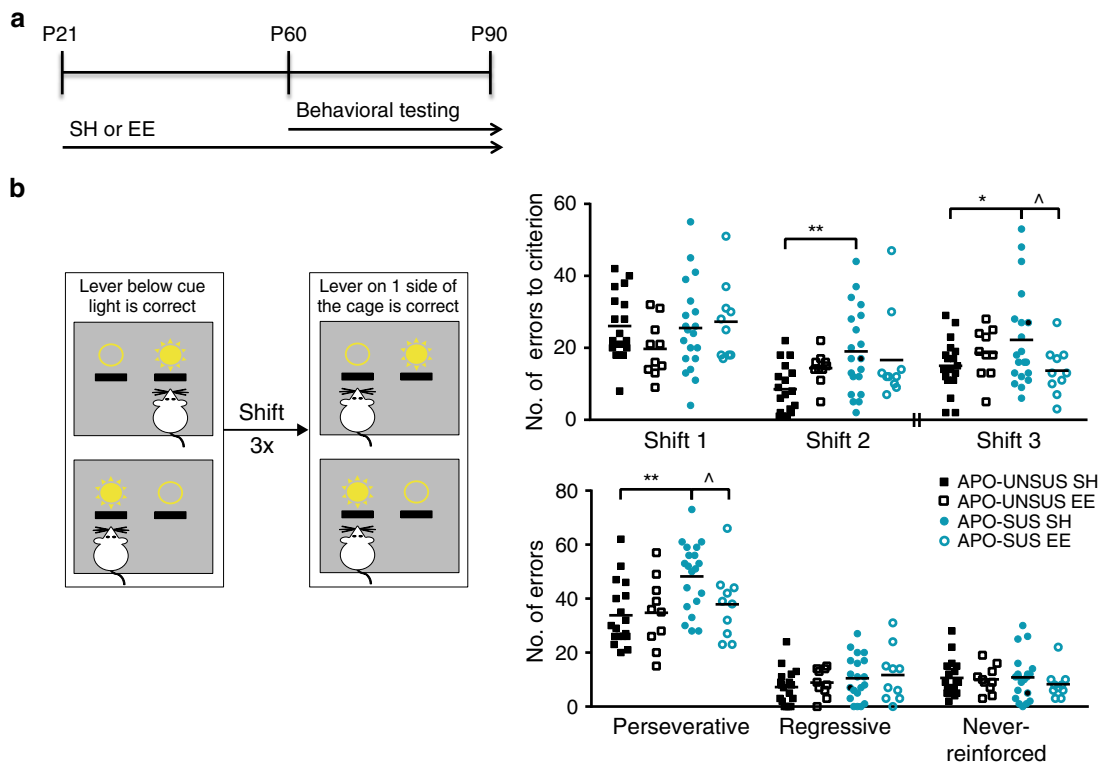 a
P21 P60 P90
Behavioral testing
SH or EE
b
Lever below cue
light is correct
Shift
3x
Lever on 1 side of
the cage is correct
No. of errors to criterion
60
40
20
0
**
*
^
Shift 1 Shift 2 Shift 3
No. of errors
80
60
40
20
0
**
^
APO-UNSUS SH
APO-UNSUS EE
APO-SUS SH
APO-SUS EE
Perseverative Regressive Never-
reinforced